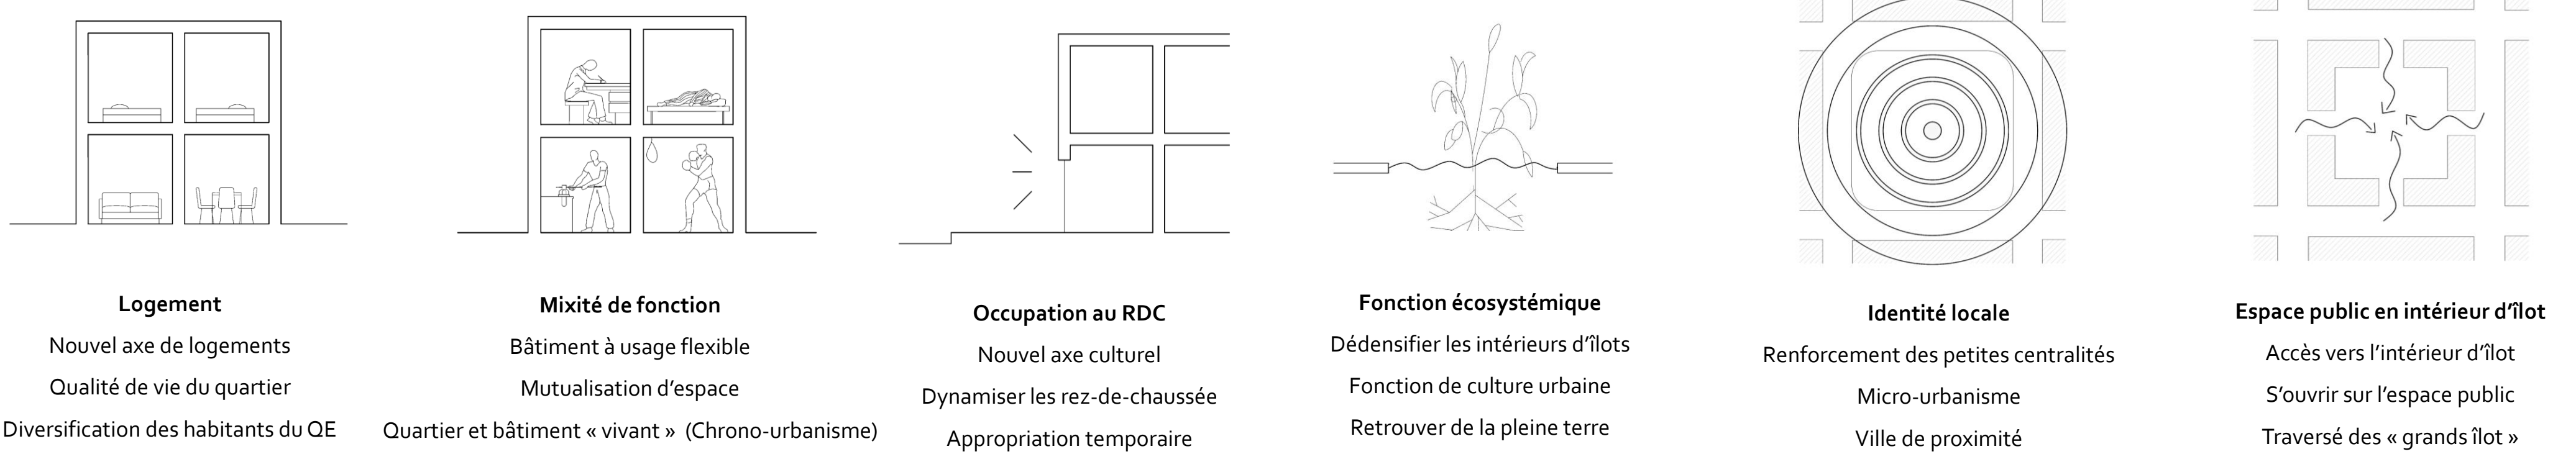 Logement
Nouvel axe de logements
Qualité de vie du quartier
Diversification des habitants du QE
Mixité de fonction
Bâtiment à usage flexible
Mutualisation d’espace
Quartier et bâtiment « vivant » (Chrono-urbanisme)
Occupation au RDC
Nouvel axe culturel
Dynamiser les rez-de-chaussée
Appropriation temporaire
Fonction écosystémique
Dédensifier les intérieurs d’îlots
Fonction de culture urbaine
Retrouver de la pleine terre
Identité locale
Renforcement des petites centralités
Micro-urbanisme
Ville de proximité
Espace public en intérieur d’îlot
Accès vers l’intérieur d’îlot
S’ouvrir sur l’espace public
Traversé des « grands îlot »